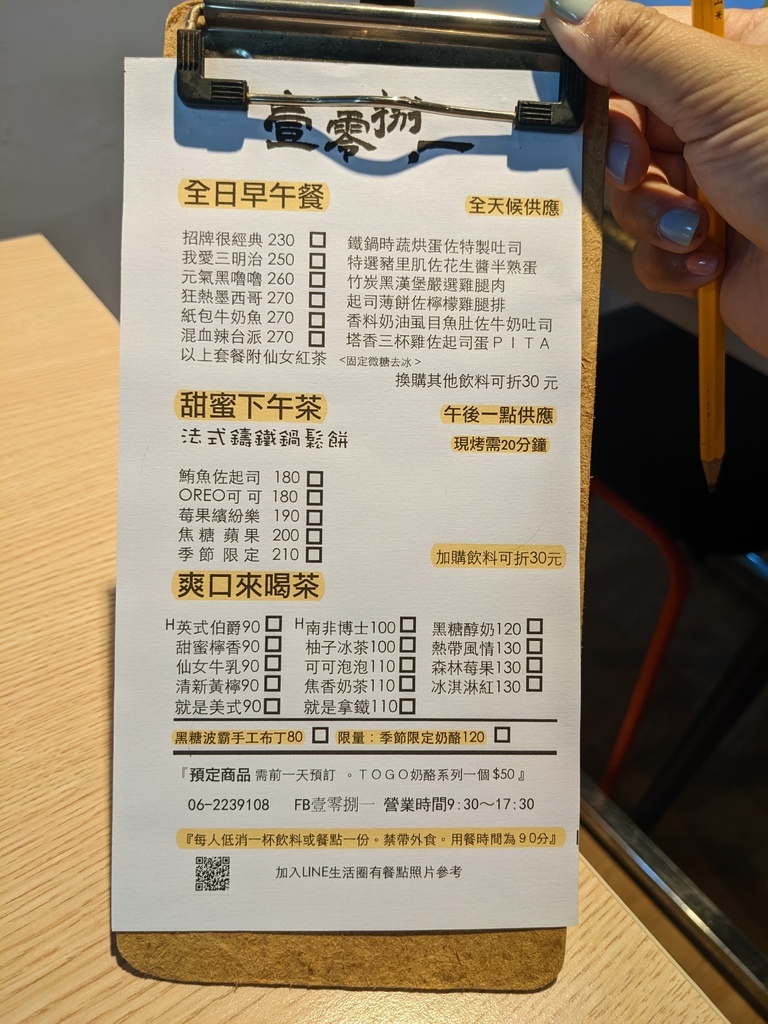 壹零捌一
全日早午餐 全天候供應
招牌很經典 230 □ 鐵鍋時蔬烘蛋佐特製吐司
我愛三明治 250 □ 特選豬里肌佐花生醬半熟蛋
元氣黑嚕嚕 260 □ 竹炭黑漢堡嚴選雞腿肉
狂熱墨西哥 270 □ 起司薄餅佐檸檬雞腿排
紙包牛奶魚 270 □ 香料奶油虱目魚肚佐牛奶吐司
混血辣台派 270 □ 塔香三杯雞佐起司蛋PITA
以上套餐附仙女紅茶 <固定微糖去冰>
換購其他飲料可折30 元
甜蜜下午茶 午後一點供應
法式鑄鐵鍋鬆餅 現烤需20分鐘
鮪魚佐起司 180 □
OREO可可 180 □
莓果繽紛樂 190 □
焦糖蘋果 200 □
季節限定 210 □ 加購飲料可折30元
爽口來喝茶
H英式伯爵90 □ H南非博士100 □ 黑糖醇奶120 □
甜蜜檸香90 □ 柚子冰茶100 □ 熱帶風情130 □
仙女牛乳90 □ 可可泡泡110 □ 森林莓果130 □
清新黃檸90 □ 焦香奶茶110 □ 冰淇淋紅130 □
就是美式90 □ 就是拿鐵110 □
黑糖波霸手工布丁80 □ 限量：季節限定奶酪120 □
『預定商品 需前一天預訂 。TOGO奶酪系列一個 $50 』
06-2239108 FB壹零捌一 營業時間9:30～17:30
『每人低消一杯飲料或餐點一份。禁帶外食。用餐時間為90分』
加入LINE生活圈有餐點照片參考